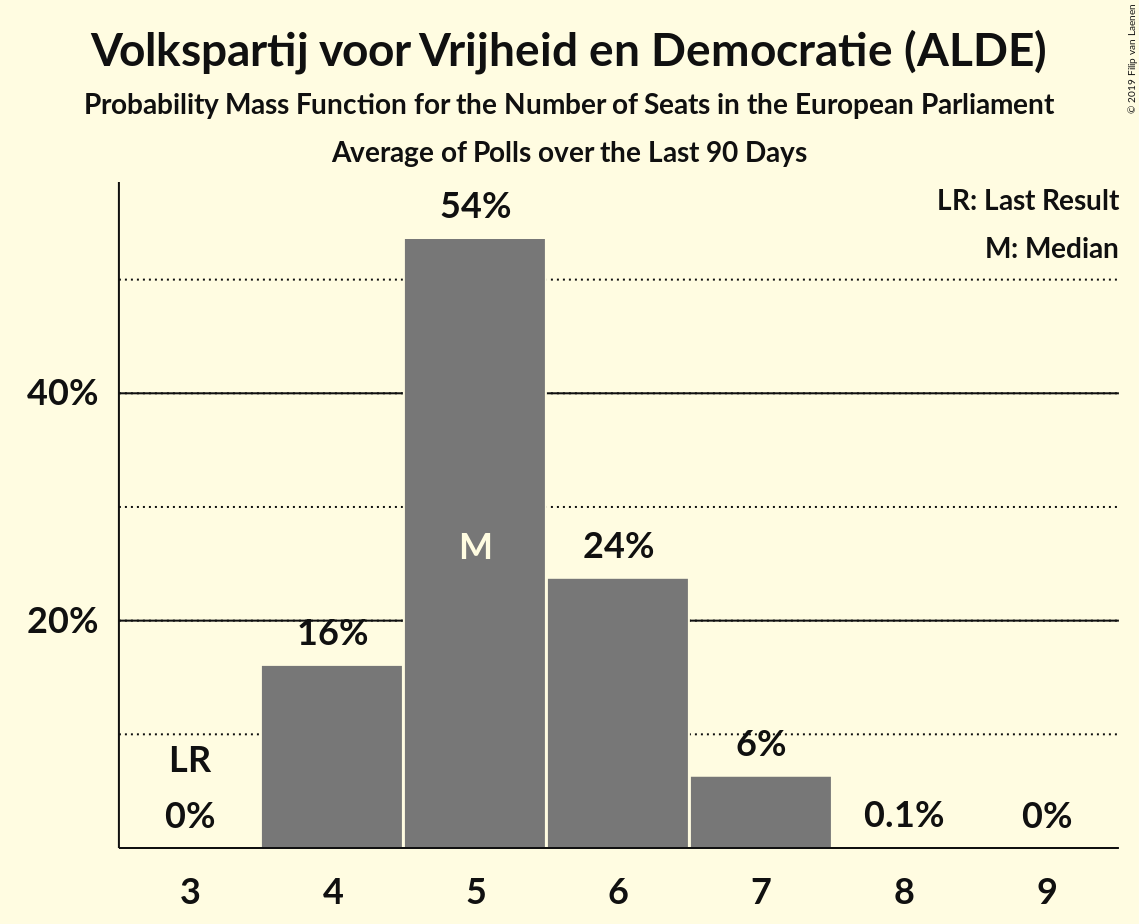 Volkspartij voor Vrijheid en Democratie (ALDE)
Probability Mass Function for the Number of Seats in the European Parliament
Average of Polls over the Last 90 Days
© 2019 Filip van Laenen
LR: Last Result
M: Median
54%
40%
M
24%
20%
16%
6%
LR
0%
0.1%
0%
3 4 5 6 7 8 9